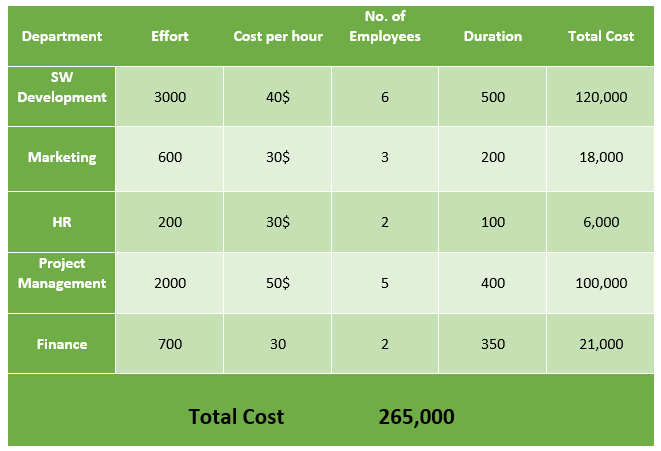 Department Effort Cost per hour No. of Employees Duration Total Cost
SW Development 3000 40$ 6 500 120,000
Marketing 600 30$ 3 200 18,000
HR 200 30$ 2 100 6,000
Project Management 2000 50$ 5 400 100,000
Finance 700 30 2 350 21,000
Total Cost 265,000